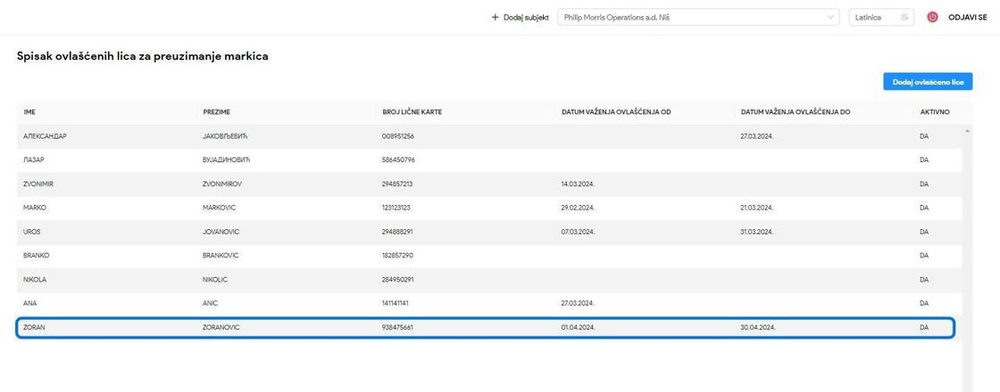 + Dodaj subjekt Philip Morris Operations a.d. Niš Latinica ODJAVI SE
Spisak ovlašćenih lica za preuzimanje markica
Dodaj ovlašćeno lice
IME PREZIME BROJ LIČNE KARTE DATUM VAŽENJA OVLAŠĆENJA OD DATUM VAŽENJA OVLAŠĆENJA DO AKTIVNO
АЛЕКСАНДАР ЈАКОВЉЕВИЋ 008951256 27.03.2024. DA
ЛАЗАР ВУЈАДИНОВИЋ 586450796 DA
ZVONIMIR ZVONIMIROV 294857213 14.03.2024. DA
MARKO MARKOVIC 123123123 29.02.2024. 21.03.2024. DA
UROS JOVANOVIC 294888291 07.03.2024. 31.03.2024. DA
BRANKO BRANKOVIC 182857290 DA
NIKOLA NIKOLIC 284950291 DA
ANA ANIC 141141141 27.03.2024. DA
ZORAN ZORANOVIC 938475661 01.04.2024. 30.04.2024. DA